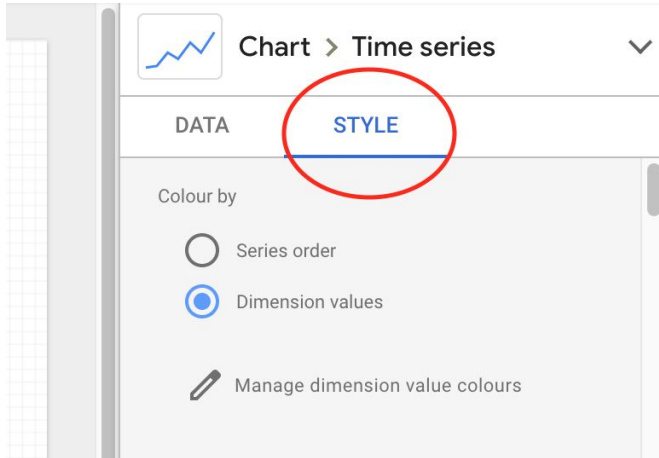 Chart > Time series
DATA STYLE
Colour by
Series order
Dimension values
Manage dimension value colours